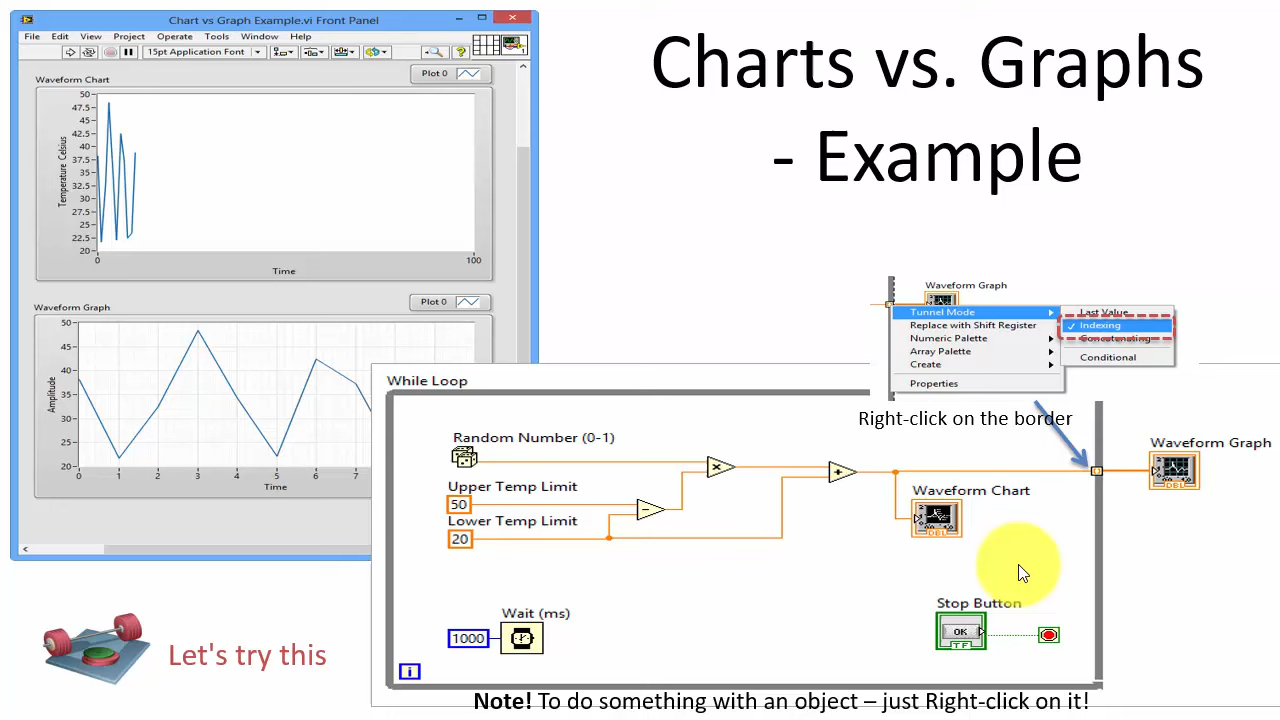 Chart vs Graph Example.vi Front Panel
File Edit View Project Operate Tools Window Help
15pt Application Font
1
Waveform Chart
Plot 0
50
47.5
45
42.5
40
37.5
35
32.5
30
27.5
25
22.5
20
Temperature Celsius
0 100
Time
Waveform Graph
Plot 0
50
45
40
35
30
25
20
Amplitude
0 1 2 3 4 5 6 7
Time
Charts vs. Graphs
- Example
Waveform Graph
Tunnel Mode
Replace with Shift Register
Numeric Palette
Array Palette
Create
Properties
Last Value
Indexing
Concatenating
Conditional
Right-click on the border
While Loop
Random Number (0-1)
Upper Temp Limit
50
Lower Temp Limit
20
Waveform Chart
DBL
Waveform Graph
DBL
Wait (ms)
1000
Stop Button
OK
TF
i
Let's try this
Note! To do something with an object – just Right-click on it!